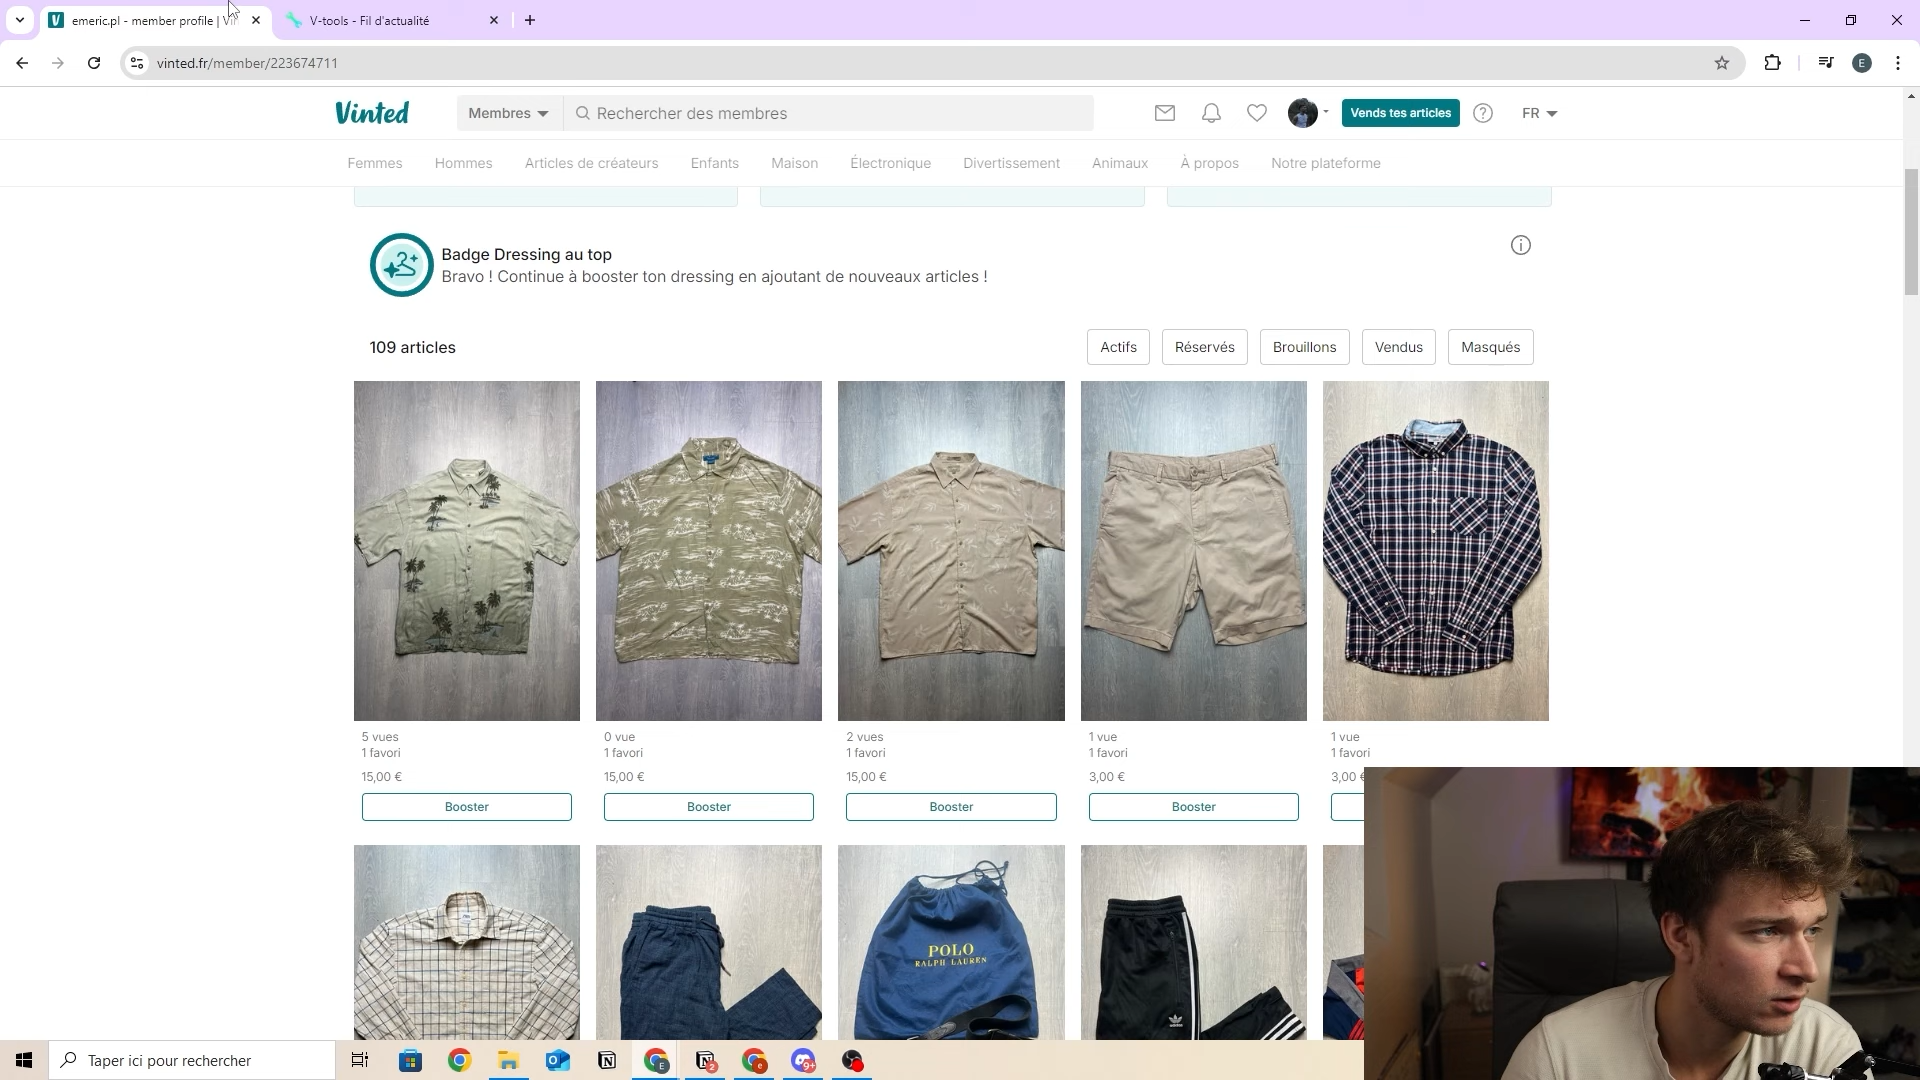 emeric.pl - member profile | Vin
V-tools - Fil d'actualité
vinted.fr/member/223674711
E
Vinted
Membres
Rechercher des membres
Vends tes articles
FR
Femmes
Hommes
Articles de créateurs
Enfants
Maison
Électronique
Divertissement
Animaux
À propos
Notre plateforme
Badge Dressing au top
Bravo ! Continue à booster ton dressing en ajoutant de nouveaux articles !
109 articles
Actifs
Réservés
Brouillons
Vendus
Masqués
5 vues
1 favori
15,00 €
Booster
0 vue
1 favori
15,00 €
Booster
2 vues
1 favori
15,00 €
Booster
1 vue
1 favori
3,00 €
Booster
1 vue
1 favori
3,00 €
POLO
RALPH LAUREN
Taper ici pour rechercher
2
9+